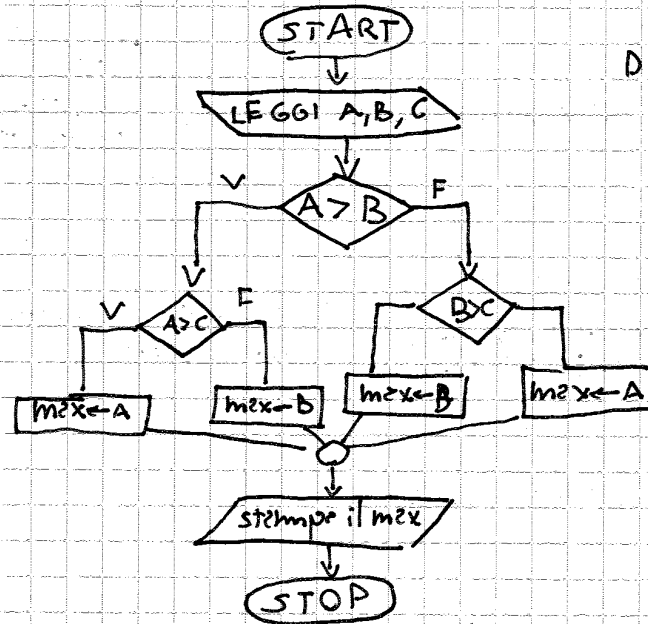 START
D
LEGGI A, B, C
V
A > B
F
V
A>C
F
B>C
max←A
max←B
max←B
max←A
stampa il max
STOP